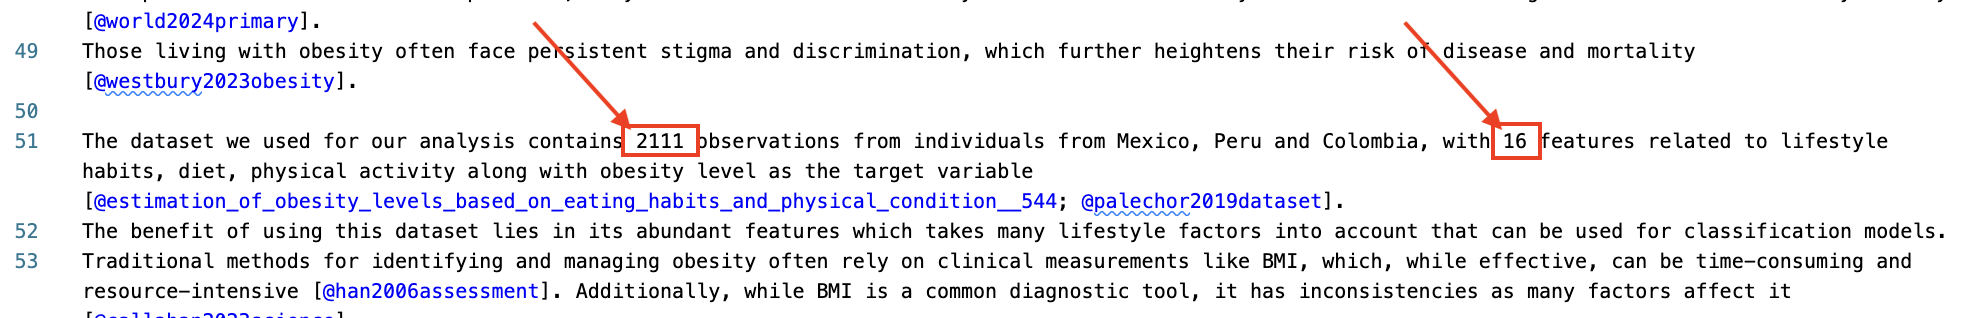 [@world2024primary].
49 Those living with obesity often face persistent stigma and discrimination, which further heightens their risk of disease and mortality
[@westbury2023obesity].
50
51 The dataset we used for our analysis contains 2111 observations from individuals from Mexico, Peru and Colombia, with 16 features related to lifestyle
habits, diet, physical activity along with obesity level as the target variable
[@estimation_of_obesity_levels_based_on_eating_habits_and_physical_condition__544; @palechor2019dataset].
52 The benefit of using this dataset lies in its abundant features which takes many lifestyle factors into account that can be used for classification models.
53 Traditional methods for identifying and managing obesity often rely on clinical measurements like BMI, which, while effective, can be time-consuming and
resource-intensive [@han2006assessment]. Additionally, while BMI is a common diagnostic tool, it has inconsistencies as many factors affect it